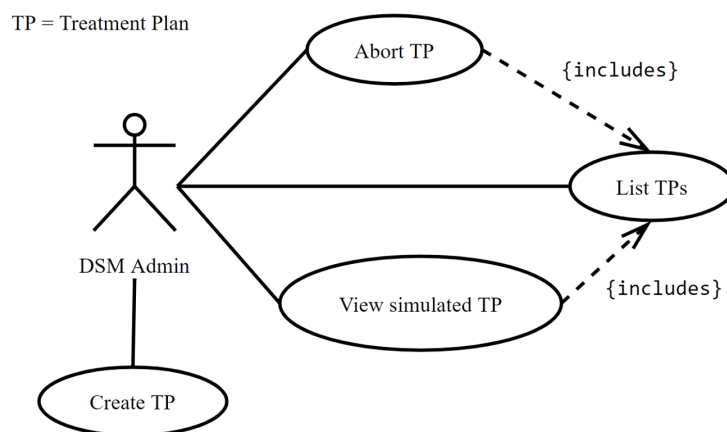 TP = Treatment Plan
Abort TP
{includes}
List TPs
DSM Admin
View simulated TP
{includes}
Create TP